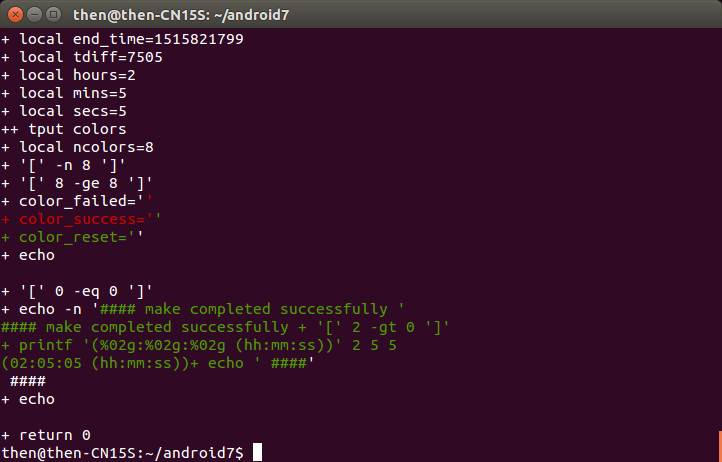 then@then-CN15S: ~/android7
+ local end_time=1515821799
+ local tdiff=7505
+ local hours=2
+ local mins=5
+ local secs=5
++ tput colors
+ local ncolors=8
+ '[' -n 8 ']'
+ '[' 8 -ge 8 ']'
+ color_failed=''
+ color_success=''
+ color_reset=''
+ echo
+ '[' 0 -eq 0 ']'
+ echo -n '#### make completed successfully '
#### make completed successfully + '[' 2 -gt 0 ']'
+ printf '(%02g:%02g:%02g (hh:mm:ss))' 2 5 5
(02:05:05 (hh:mm:ss))+ echo ' ####'
 ####
+ echo
+ return 0
then@then-CN15S:~/android7$